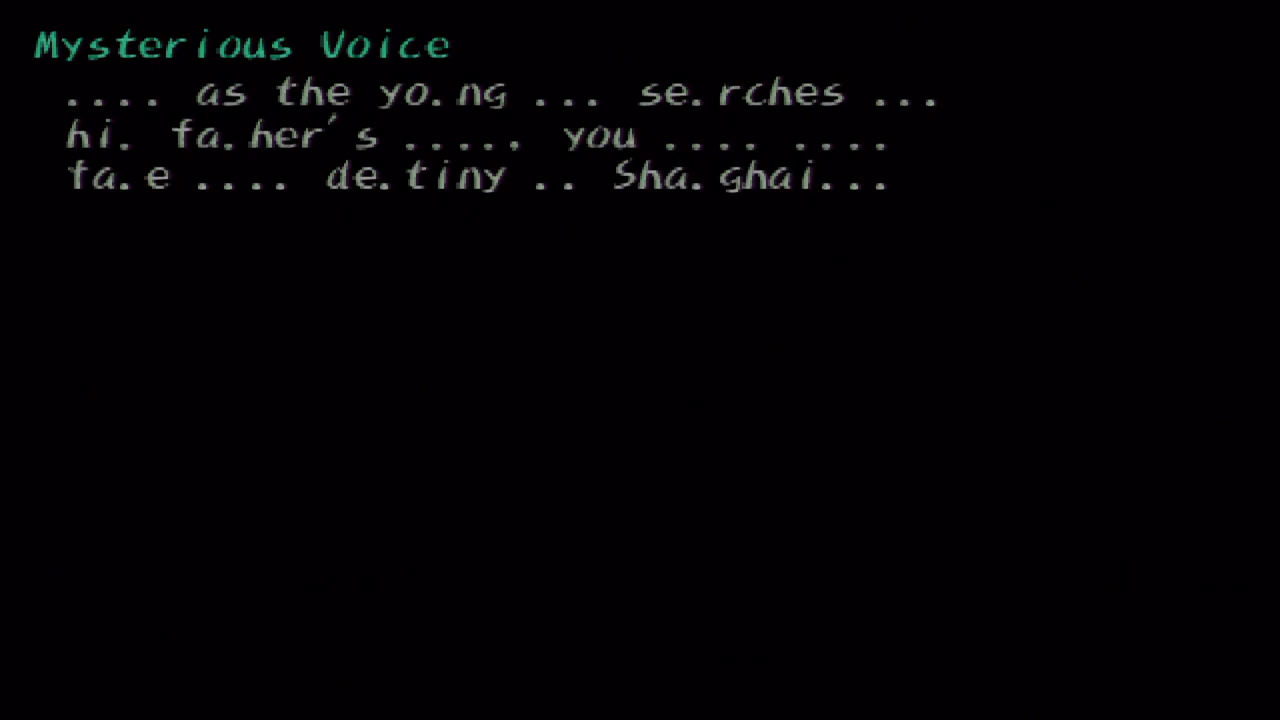 Mysterious Voice
.... as the yo.ng ... se.rches ...
hi. fa.her's ....., you .... ....
fa.e .... de.tiny .. Sha.ghai...